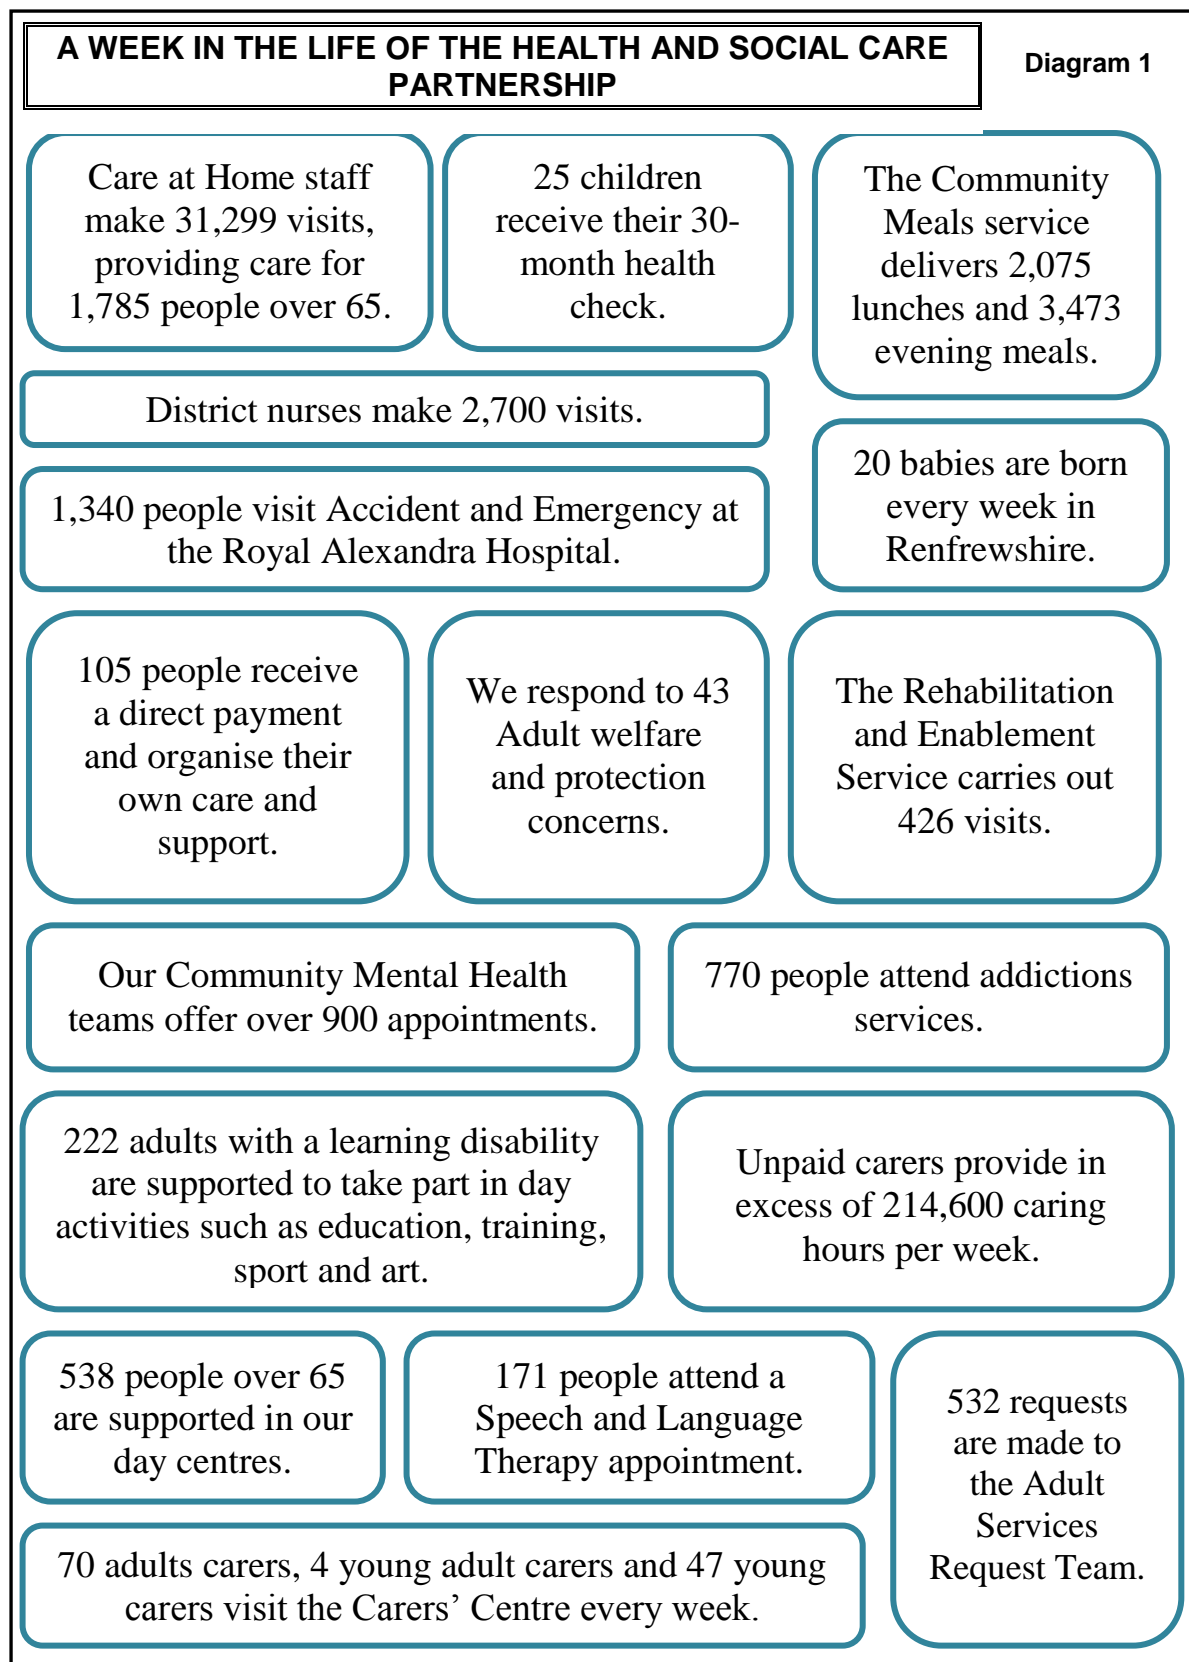 A WEEK IN THE LIFE OF THE HEALTH AND SOCIAL CARE
PARTNERSHIP
Diagram 1
Care at Home staff
make 31,299 visits,
providing care for
1,785 people over 65.
25 children
receive their 30-
month health
check.
The Community
Meals service
delivers 2,075
lunches and 3,473
evening meals.
District nurses make 2,700 visits.
1,340 people visit Accident and Emergency at
the Royal Alexandra Hospital.
20 babies are born
every week in
Renfrewshire.
105 people receive
a direct payment
and organise their
own care and
support.
We respond to 43
Adult welfare
and protection
concerns.
The Rehabilitation
and Enablement
Service carries out
426 visits.
Our Community Mental Health
teams offer over 900 appointments.
770 people attend addictions
services.
222 adults with a learning disability
are supported to take part in day
activities such as education, training,
sport and art.
Unpaid carers provide in
excess of 214,600 caring
hours per week.
538 people over 65
are supported in our
day centres.
171 people attend a
Speech and Language
Therapy appointment.
532 requests
are made to
the Adult
Services
Request Team.
70 adults carers, 4 young adult carers and 47 young
carers visit the Carers’ Centre every week.